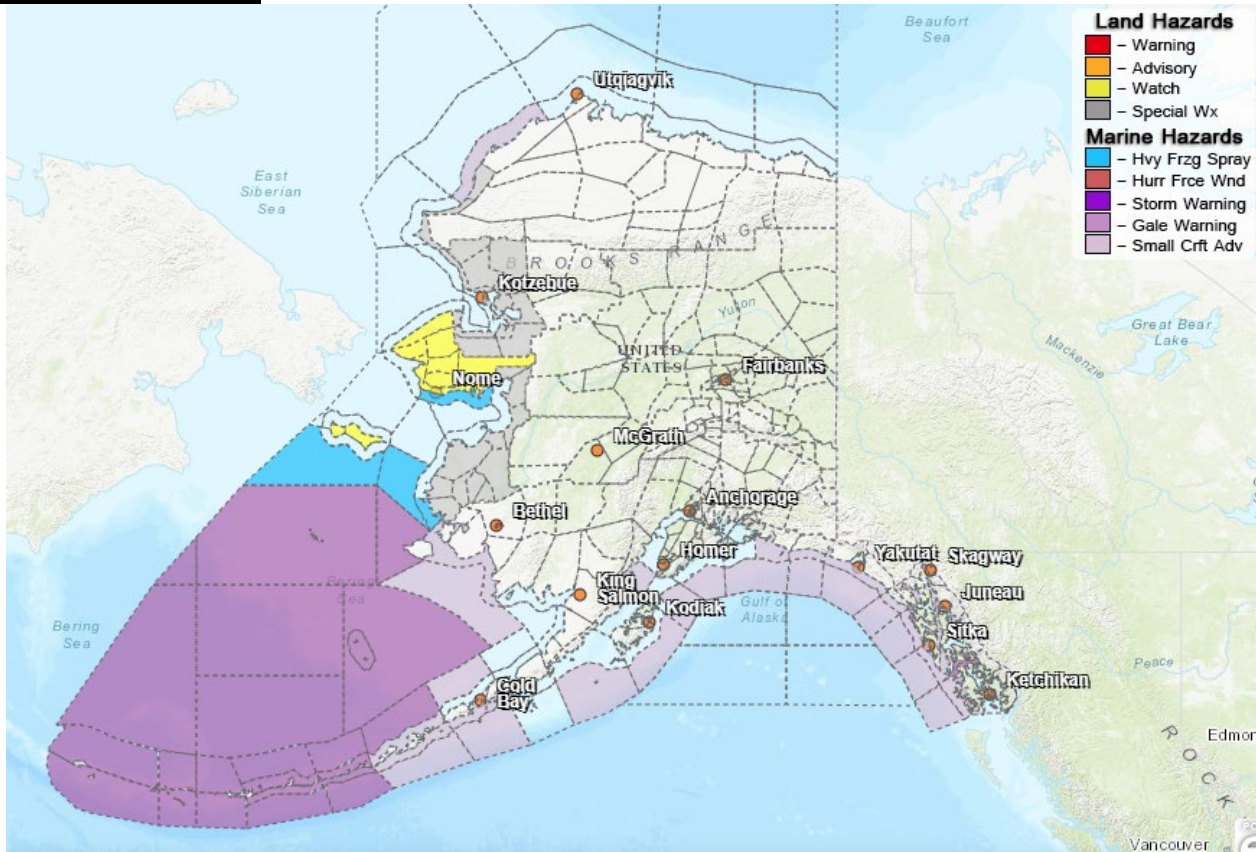 Land Hazards
– Warning
– Advisory
– Watch
– Special Wx
Marine Hazards
– Hvy Frzg Spray
– Hurr Frce Wnd
– Storm Warning
– Gale Warning
– Small Crft Adv
Beaufort
Sea
Utqiagvik
East
Siberian
Sea
BROOKS RANGE
Kotzebue
Yukon
Great Bear
Lake
Mackenzie
UNITED
STATES
Fairbanks
Nome
McGrath
Anchorage
Bethel
Homer
Yakutat
Skagway
King
Salmon
Juneau
Bering
Sea
Kodiak
Gulf of
Alaska
Bering
Sea
Sitka
Peace
Ketchikan
Cold
Bay
ROCK
Edmon
Vancouver